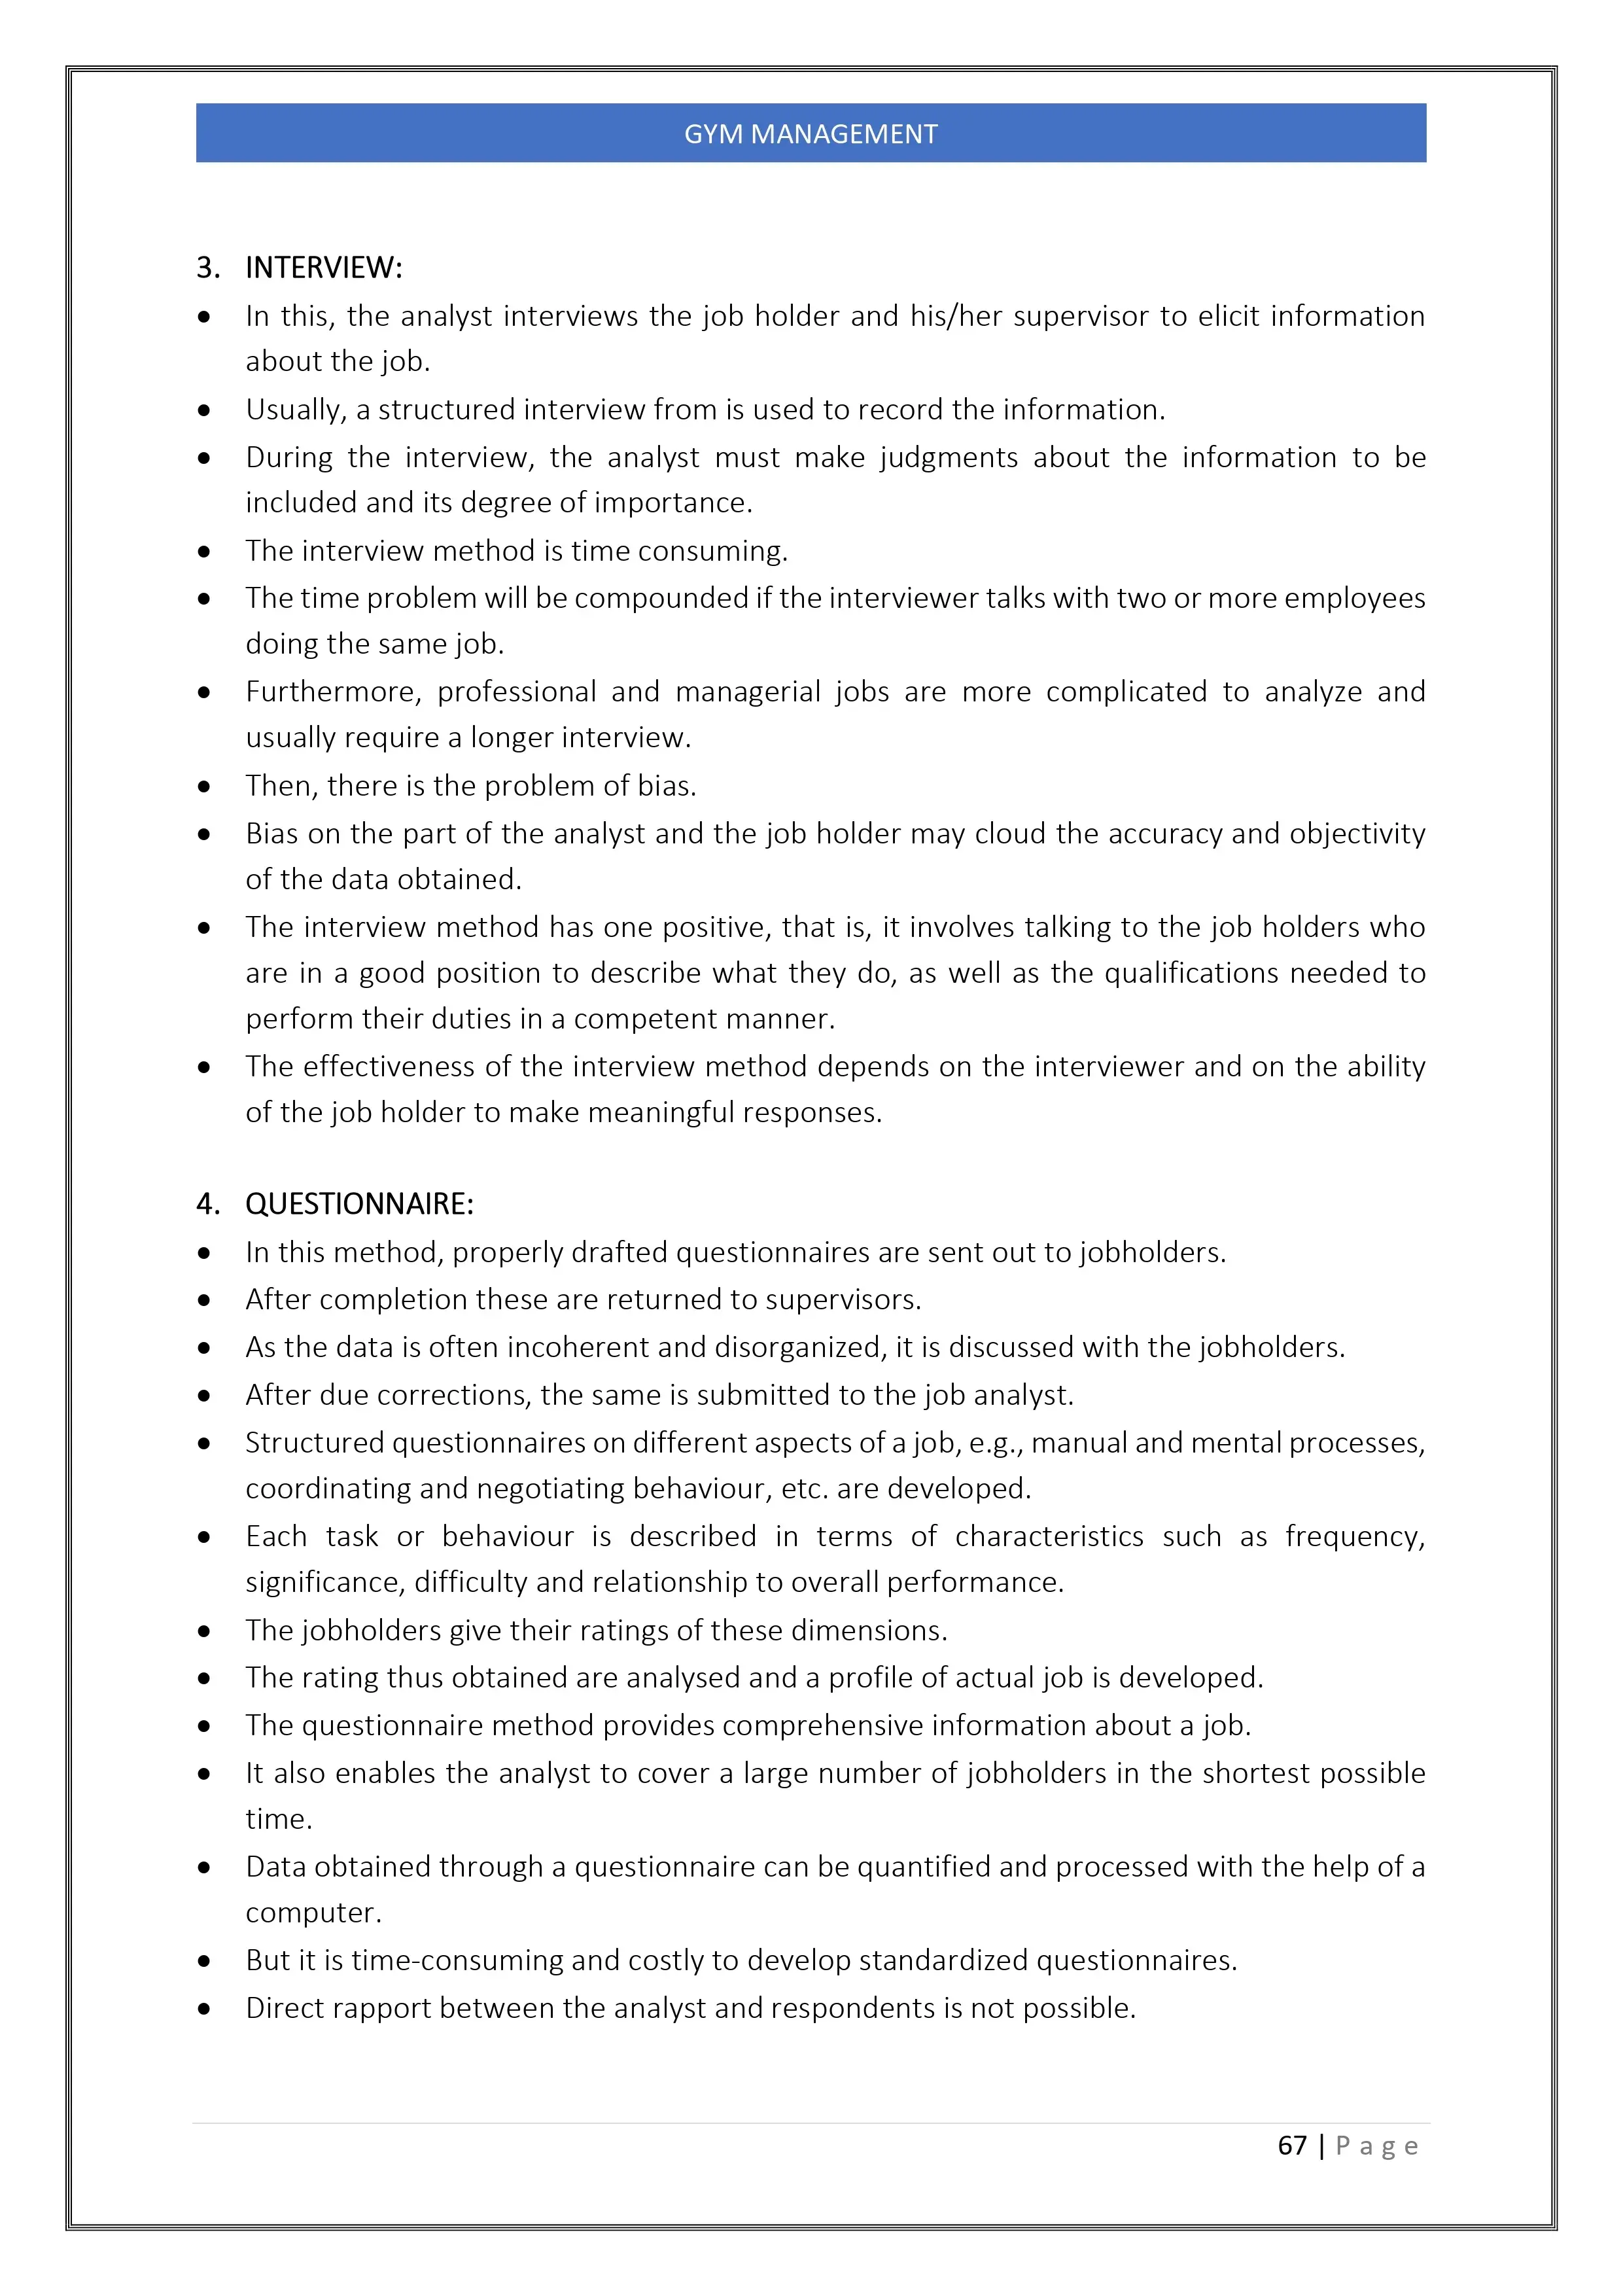 GYM MANAGEMENT
3. INTERVIEW:
• In this, the analyst interviews the job holder and his/her supervisor to elicit information
about the job.
• Usually, a structured interview from is used to record the information.
• During the interview, the analyst must make judgments about the information to be
included and its degree of importance.
• The interview method is time consuming.
• The time problem will be compounded if the interviewer talks with two or more employees
doing the same job.
• Furthermore, professional and managerial jobs are more complicated to analyze and
usually require a longer interview.
• Then, there is the problem of bias.
• Bias on the part of the analyst and the job holder may cloud the accuracy and objectivity
of the data obtained.
• The interview method has one positive, that is, it involves talking to the job holders who
are in a good position to describe what they do, as well as the qualifications needed to
perform their duties in a competent manner.
• The effectiveness of the interview method depends on the interviewer and on the ability
of the job holder to make meaningful responses.
4. QUESTIONNAIRE:
• In this method, properly drafted questionnaires are sent out to jobholders.
• After completion these are returned to supervisors.
• As the data is often incoherent and disorganized, it is discussed with the jobholders.
• After due corrections, the same is submitted to the job analyst.
• Structured questionnaires on different aspects of a job, e.g., manual and mental processes,
coordinating and negotiating behaviour, etc. are developed.
• Each task or behaviour is described in terms of characteristics such as frequency,
significance, difficulty and relationship to overall performance.
• The jobholders give their ratings of these dimensions.
• The rating thus obtained are analysed and a profile of actual job is developed.
• The questionnaire method provides comprehensive information about a job.
• It also enables the analyst to cover a large number of jobholders in the shortest possible
time.
• Data obtained through a questionnaire can be quantified and processed with the help of a
computer.
• But it is time-consuming and costly to develop standardized questionnaires.
• Direct rapport between the analyst and respondents is not possible.
67 | Page